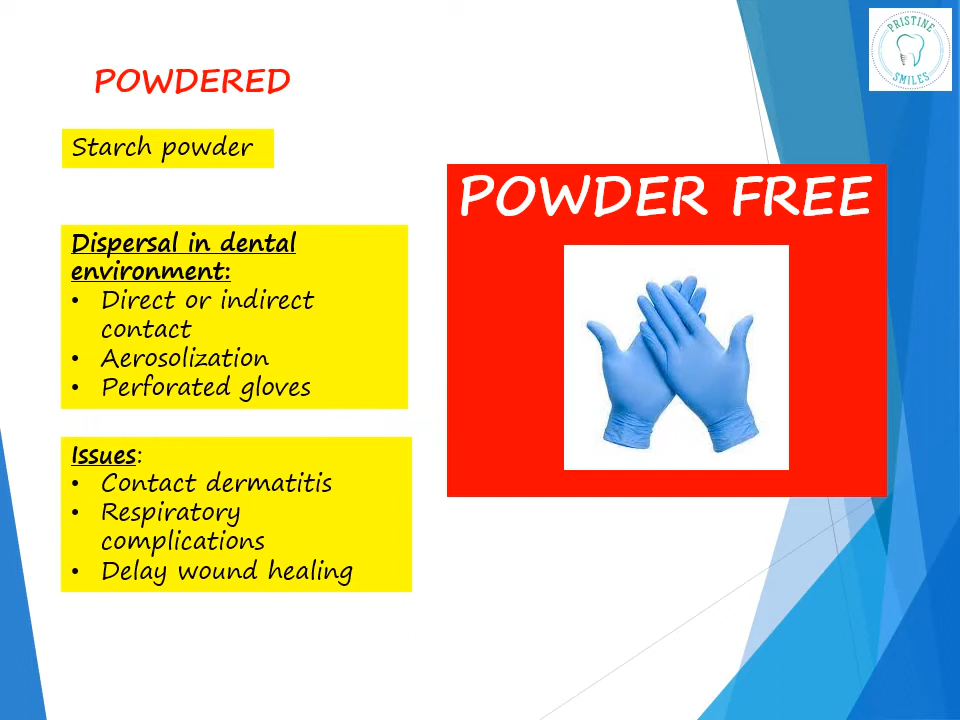 PRISTINE
SMILES
POWDERED
Starch powder
POWDER FREE
Dispersal in dental
environment:
• Direct or indirect
contact
• Aerosolization
• Perforated gloves
Issues:
• Contact dermatitis
• Respiratory
complications
• Delay wound healing